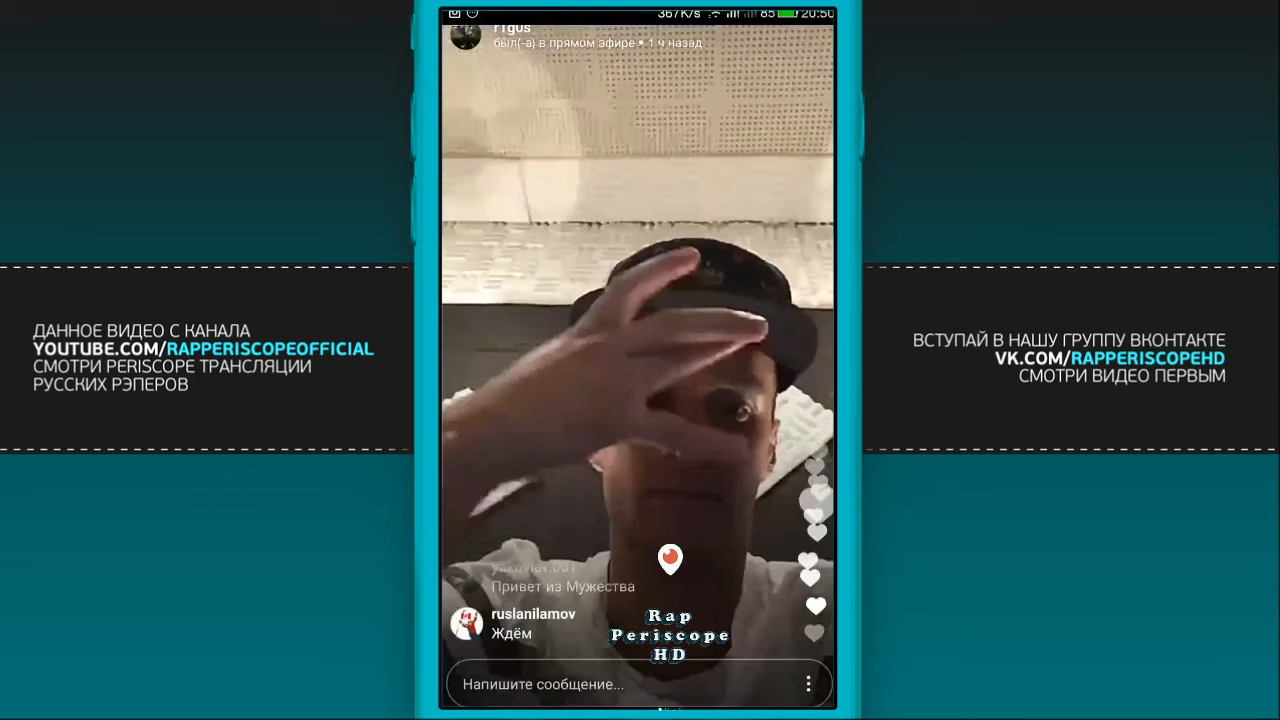 367K/s 85 20:50
r1gus
был(-а) в прямом эфире • 1 ч назад
ДАННОЕ ВИДЕО С КАНАЛА
YOUTUBE.COM/RAPPERISCOPEOFFICIAL
СМОТРИ PERISCOPE ТРАНСЛЯЦИИ
РУССКИХ РЭПЕРОВ
ВСТУПАЙ В НАШУ ГРУППУ ВКОНТАКТЕ
VK.COM/RAPPERISCOPEHD
СМОТРИ ВИДЕО ПЕРВЫМ
Привет из Мужества
ruslanilamov
Ждём
Rap
Periscope
HD
Напишите сообщение...